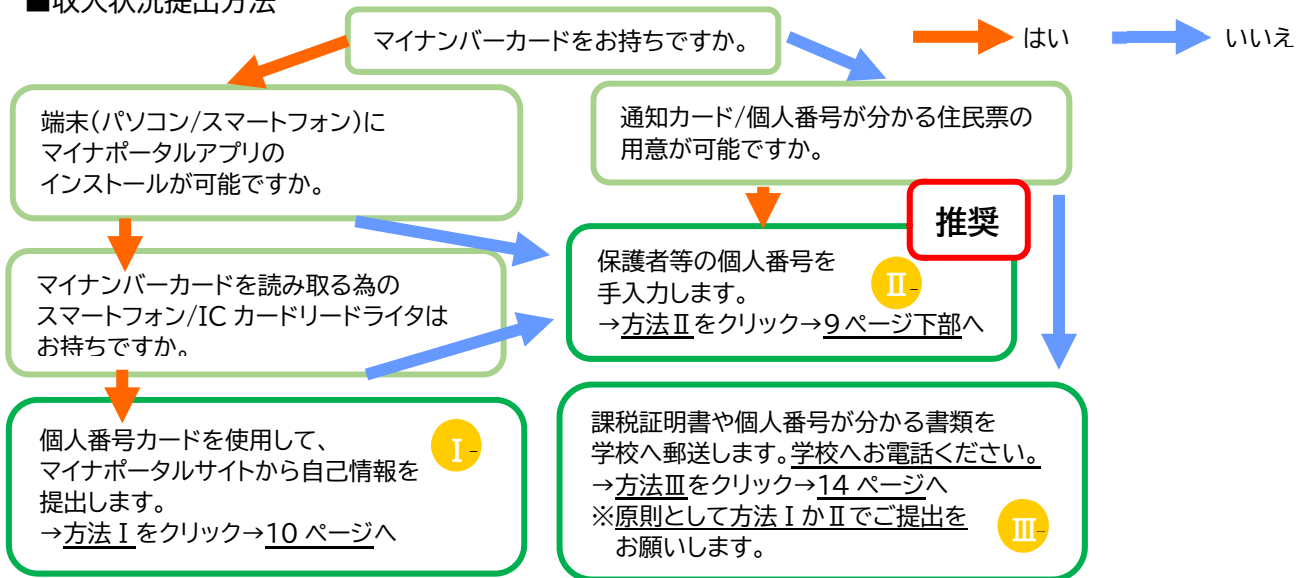 ■収入状況提出方法
マイナンバーカードをお持ちですか。
はい
いいえ
端末(パソコン/スマートフォン)に
マイナポータルアプリの
インストールが可能ですか。
通知カード/個人番号が分かる住民票の
用意が可能ですか。
推奨
マイナンバーカードを読み取る為の
スマートフォン/IC カードリードライタは
お持ちですか。
保護者等の個人番号を
手入力します。
→方法Ⅱをクリック→9ページ下部へ
Ⅱ
個人番号カードを使用して、
マイナポータルサイトから自己情報を
提出します。
→方法Ⅰをクリック→10 ページへ
Ⅰ
課税証明書や個人番号が分かる書類を
学校へ郵送します。学校へお電話ください。
→方法Ⅲをクリック→14 ページへ
※原則として方法ⅠかⅡでご提出を
お願いします。
Ⅲ